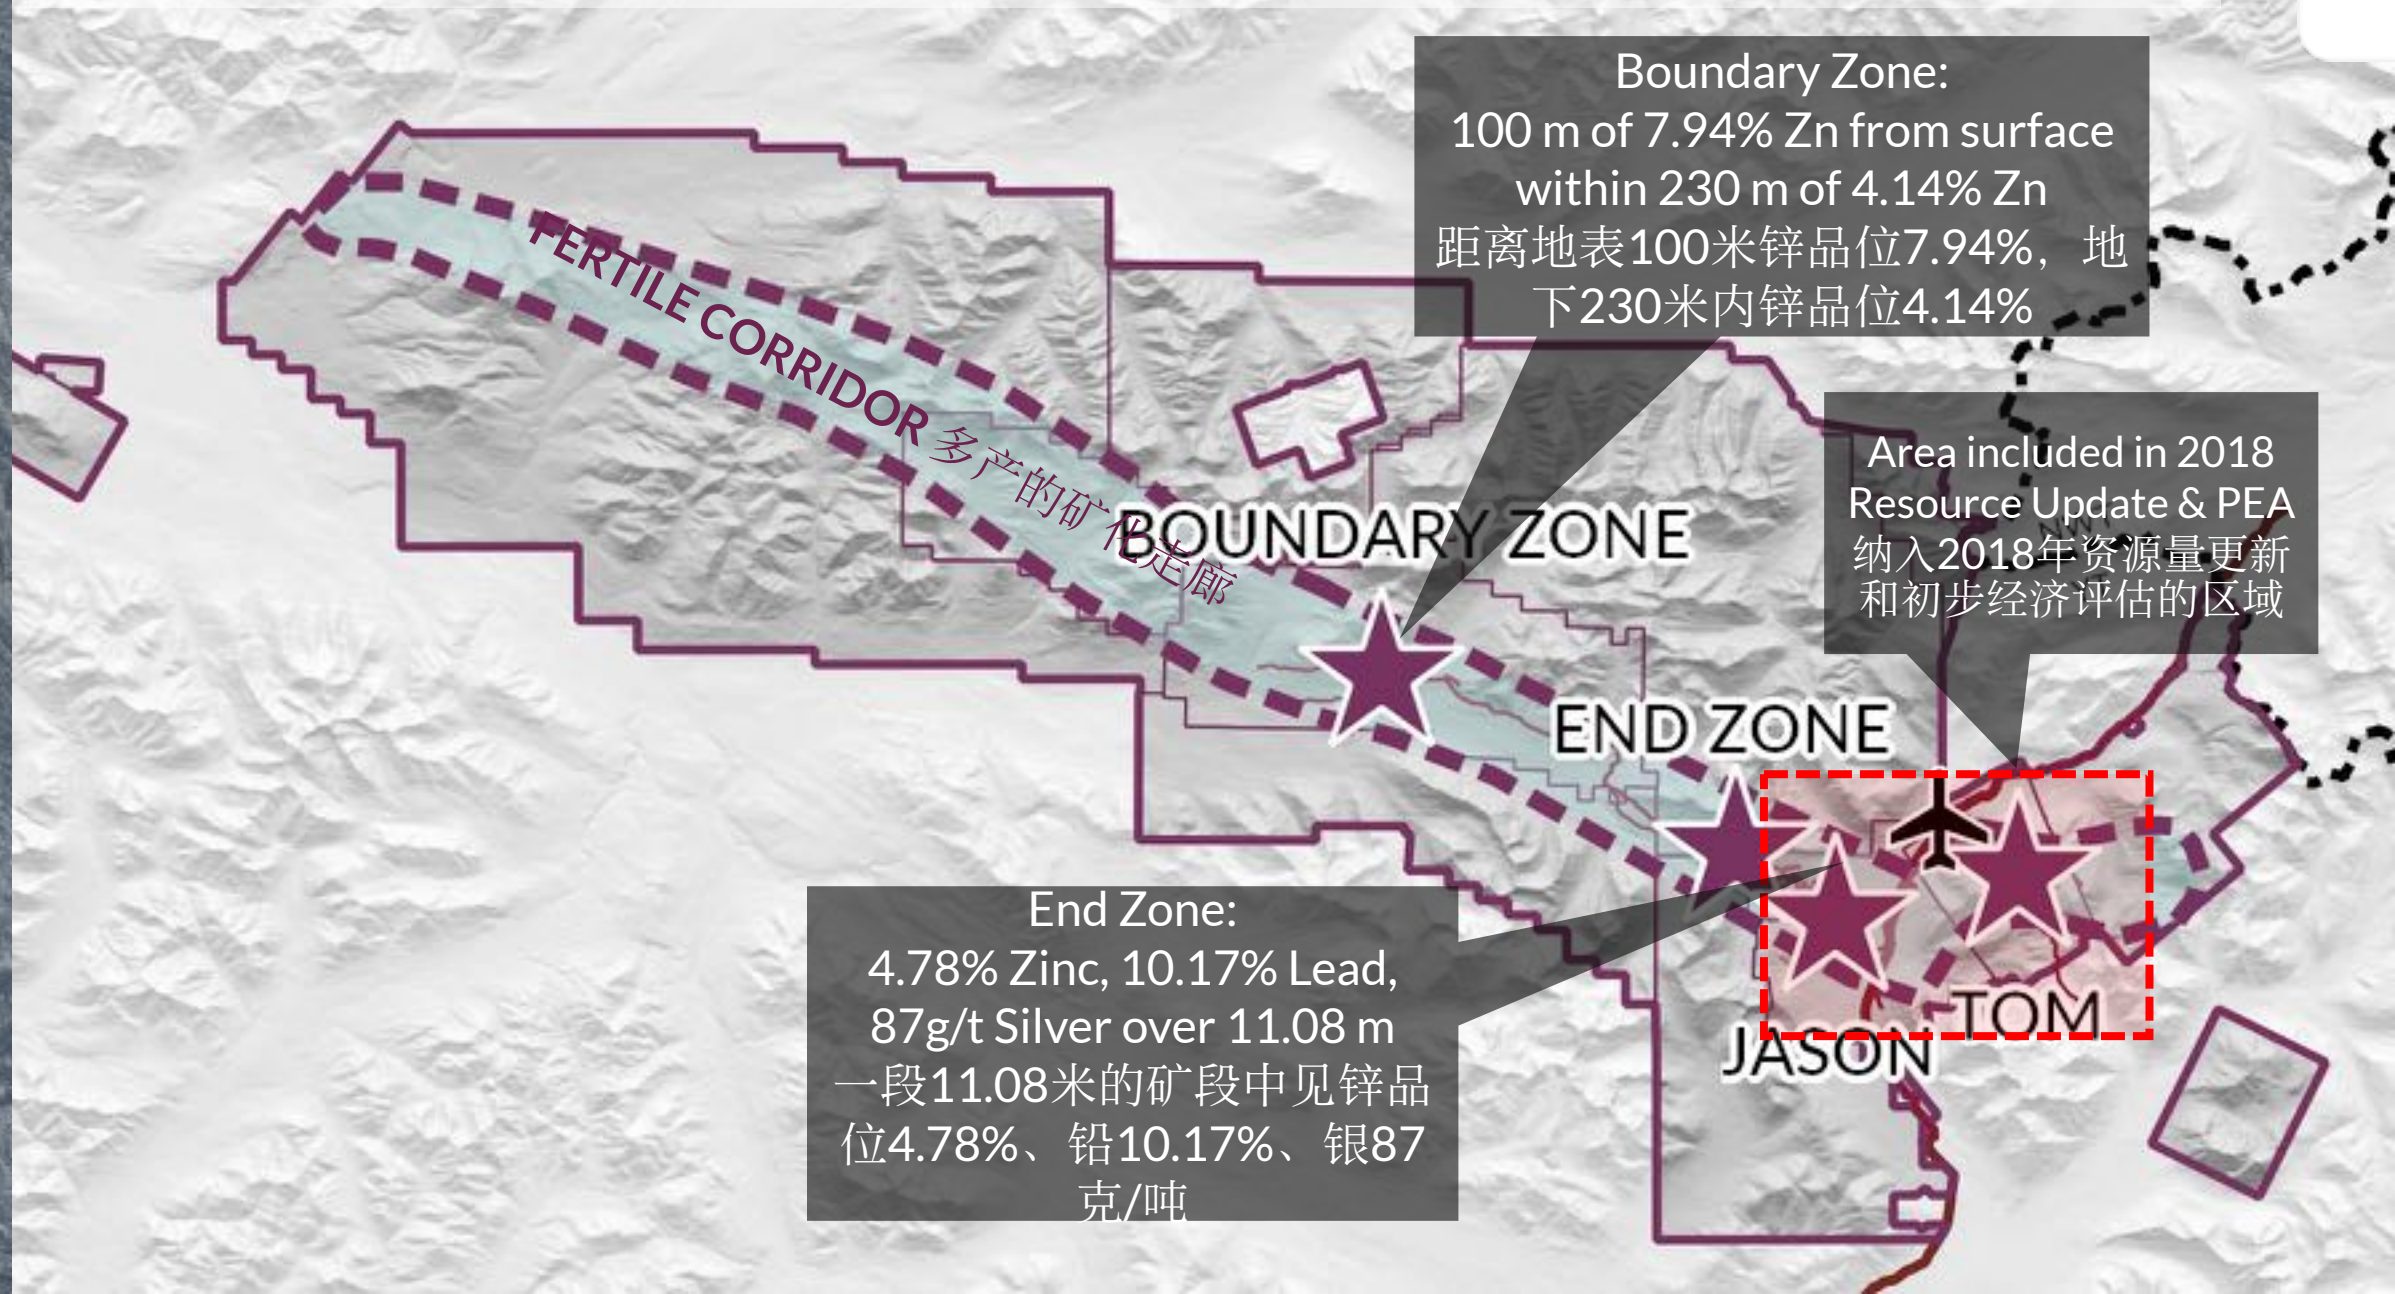 Boundary Zone:
100 m of 7.94% Zn from surface
within 230 m of 4.14% Zn
距离地表100米锌品位7.94%，地
下230米内锌品位4.14%
FERTILE CORRIDOR 多产的矿化走廊
Area included in 2018
Resource Update & PEA
纳入2018年资源量更新
和初步经济评估的区域
BOUNDARY ZONE
END ZONE
End Zone:
4.78% Zinc, 10.17% Lead,
87g/t Silver over 11.08 m
一段11.08米的矿段中见锌品
位4.78%、铅10.17%、银87
克/吨
TOM
JASON